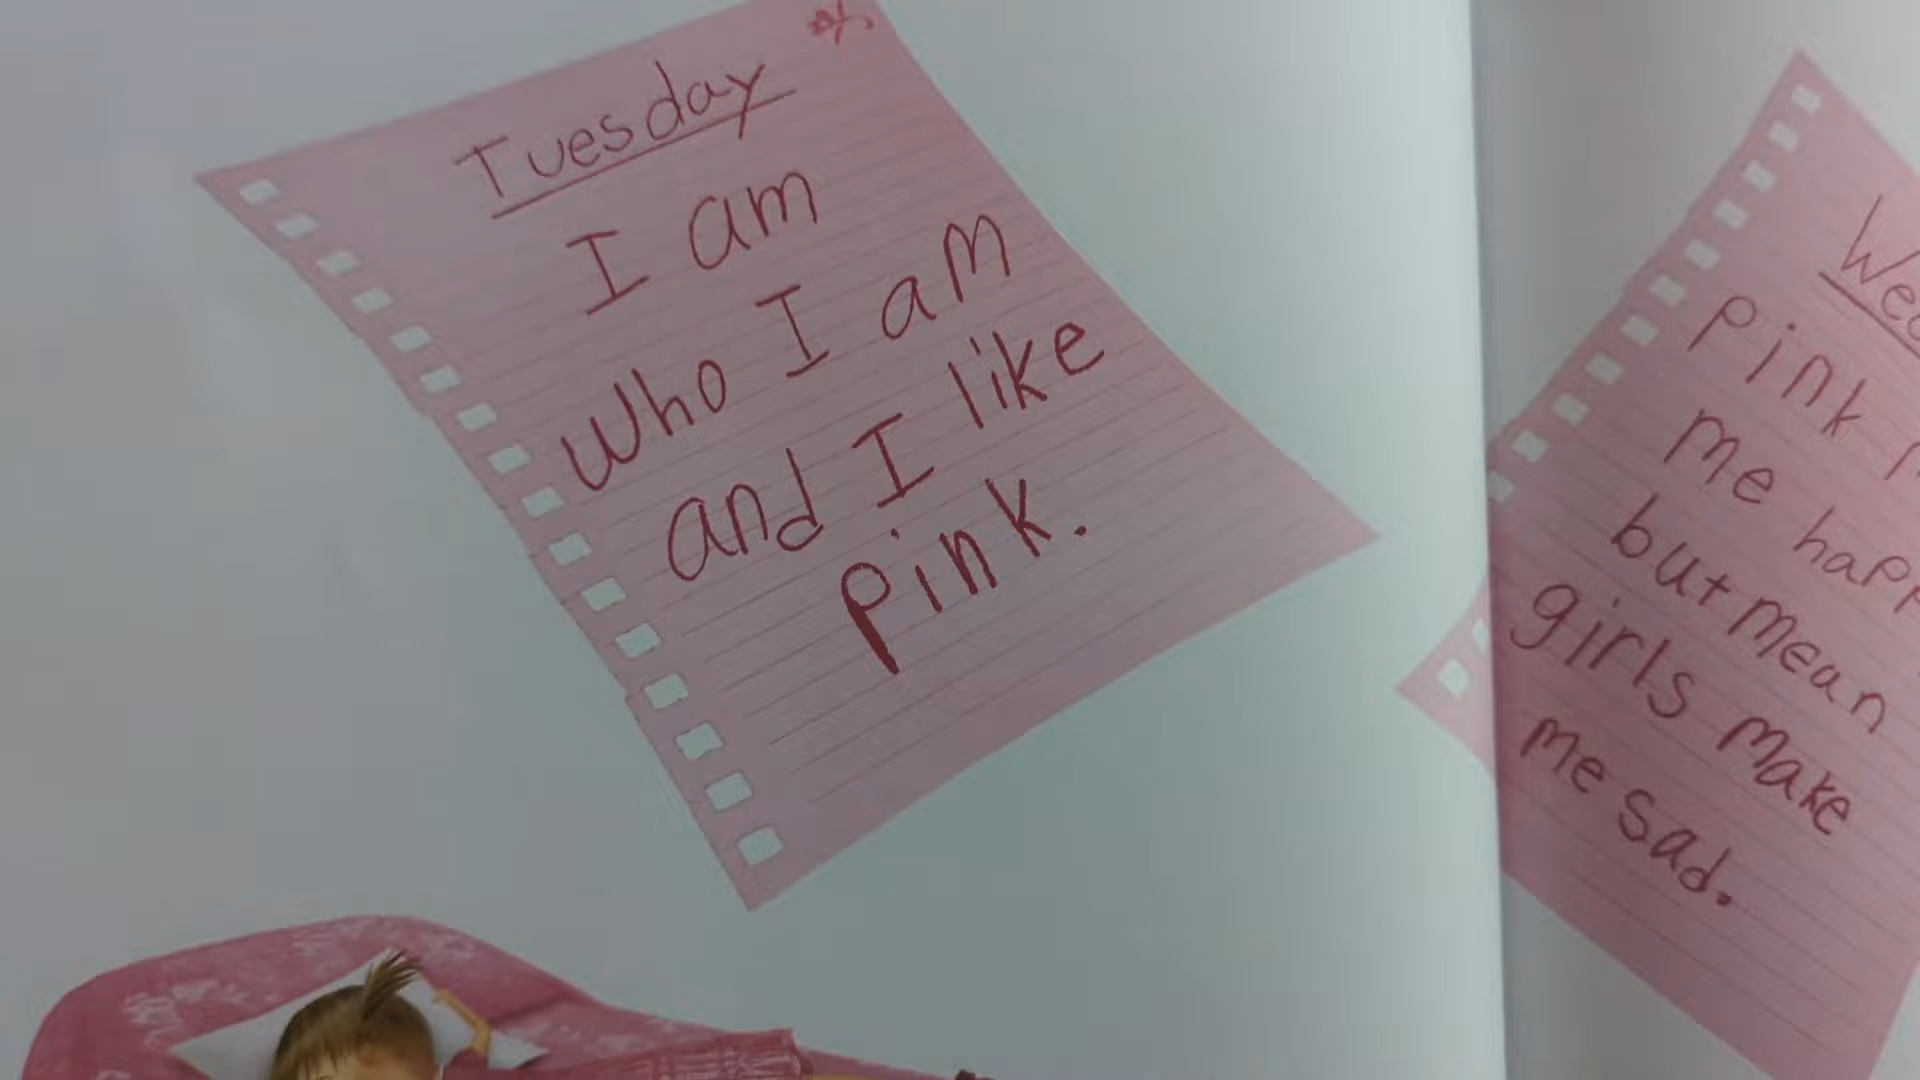 Tuesday
I am
who I am
and I like
pink.
pink
me
but mean
girls make
me sad.